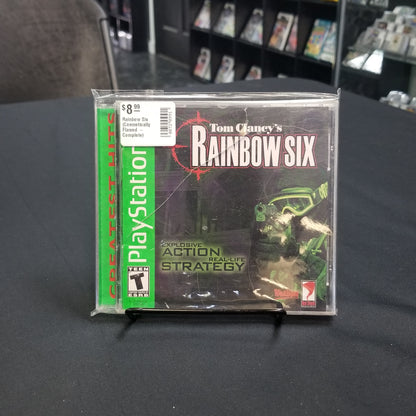 $8.99
Rainbow Six
(Cosmetically
Flawed -
Complete)
GREATEST HITS
PlayStation
Tom Clancy's
RAINBOW SIX
EXPLOSIVE
ACTION
REAL-LIFE
STRATEGY
TEEN
T
ESRB